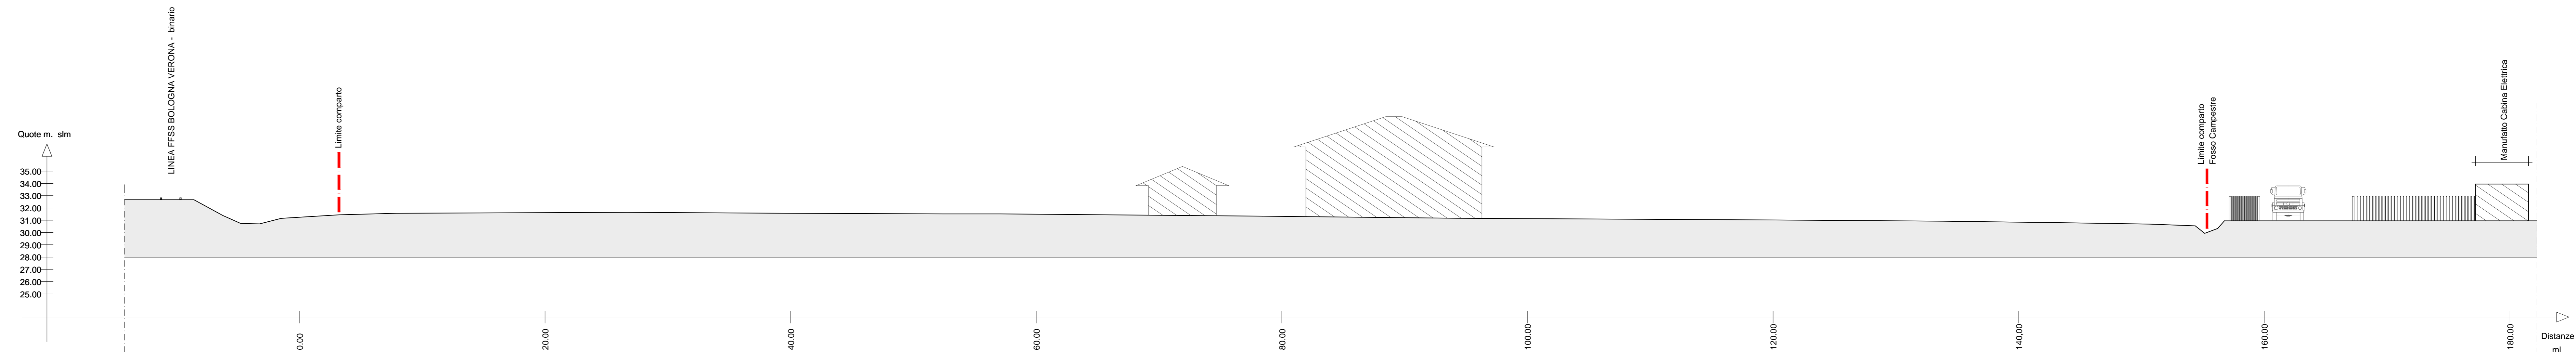 LINEA FFSS BOLOGNA VERONA - binario
Limite comparto
Limite comparto
Fosso Campestre
Manufatto Cabina Elettrica
Quote m. slm
35.00
34.00
33.00
32.00
31.00
30.00
29.00
28.00
27.00
26.00
25.00
0.00
20.00
40.00
60.00
80.00
100.00
120.00
140.00
160.00
180.00
Distanze
ml.